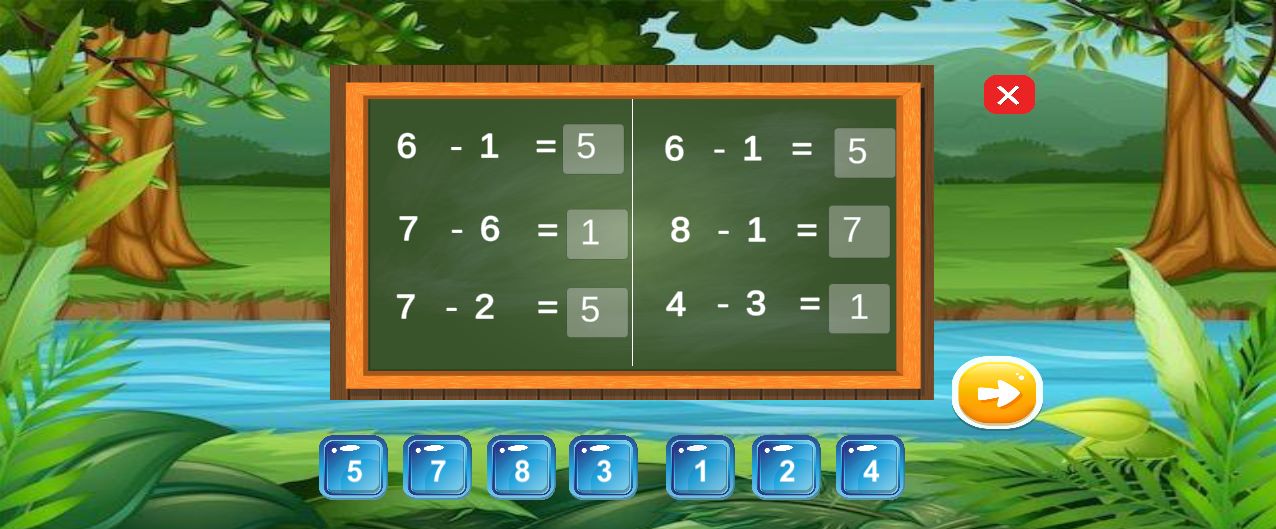 6 - 1 = 5
7 - 6 = 1
7 - 2 = 5
6 - 1 = 5
8 - 1 = 7
4 - 3 = 1
5 7 8 3 1 2 4